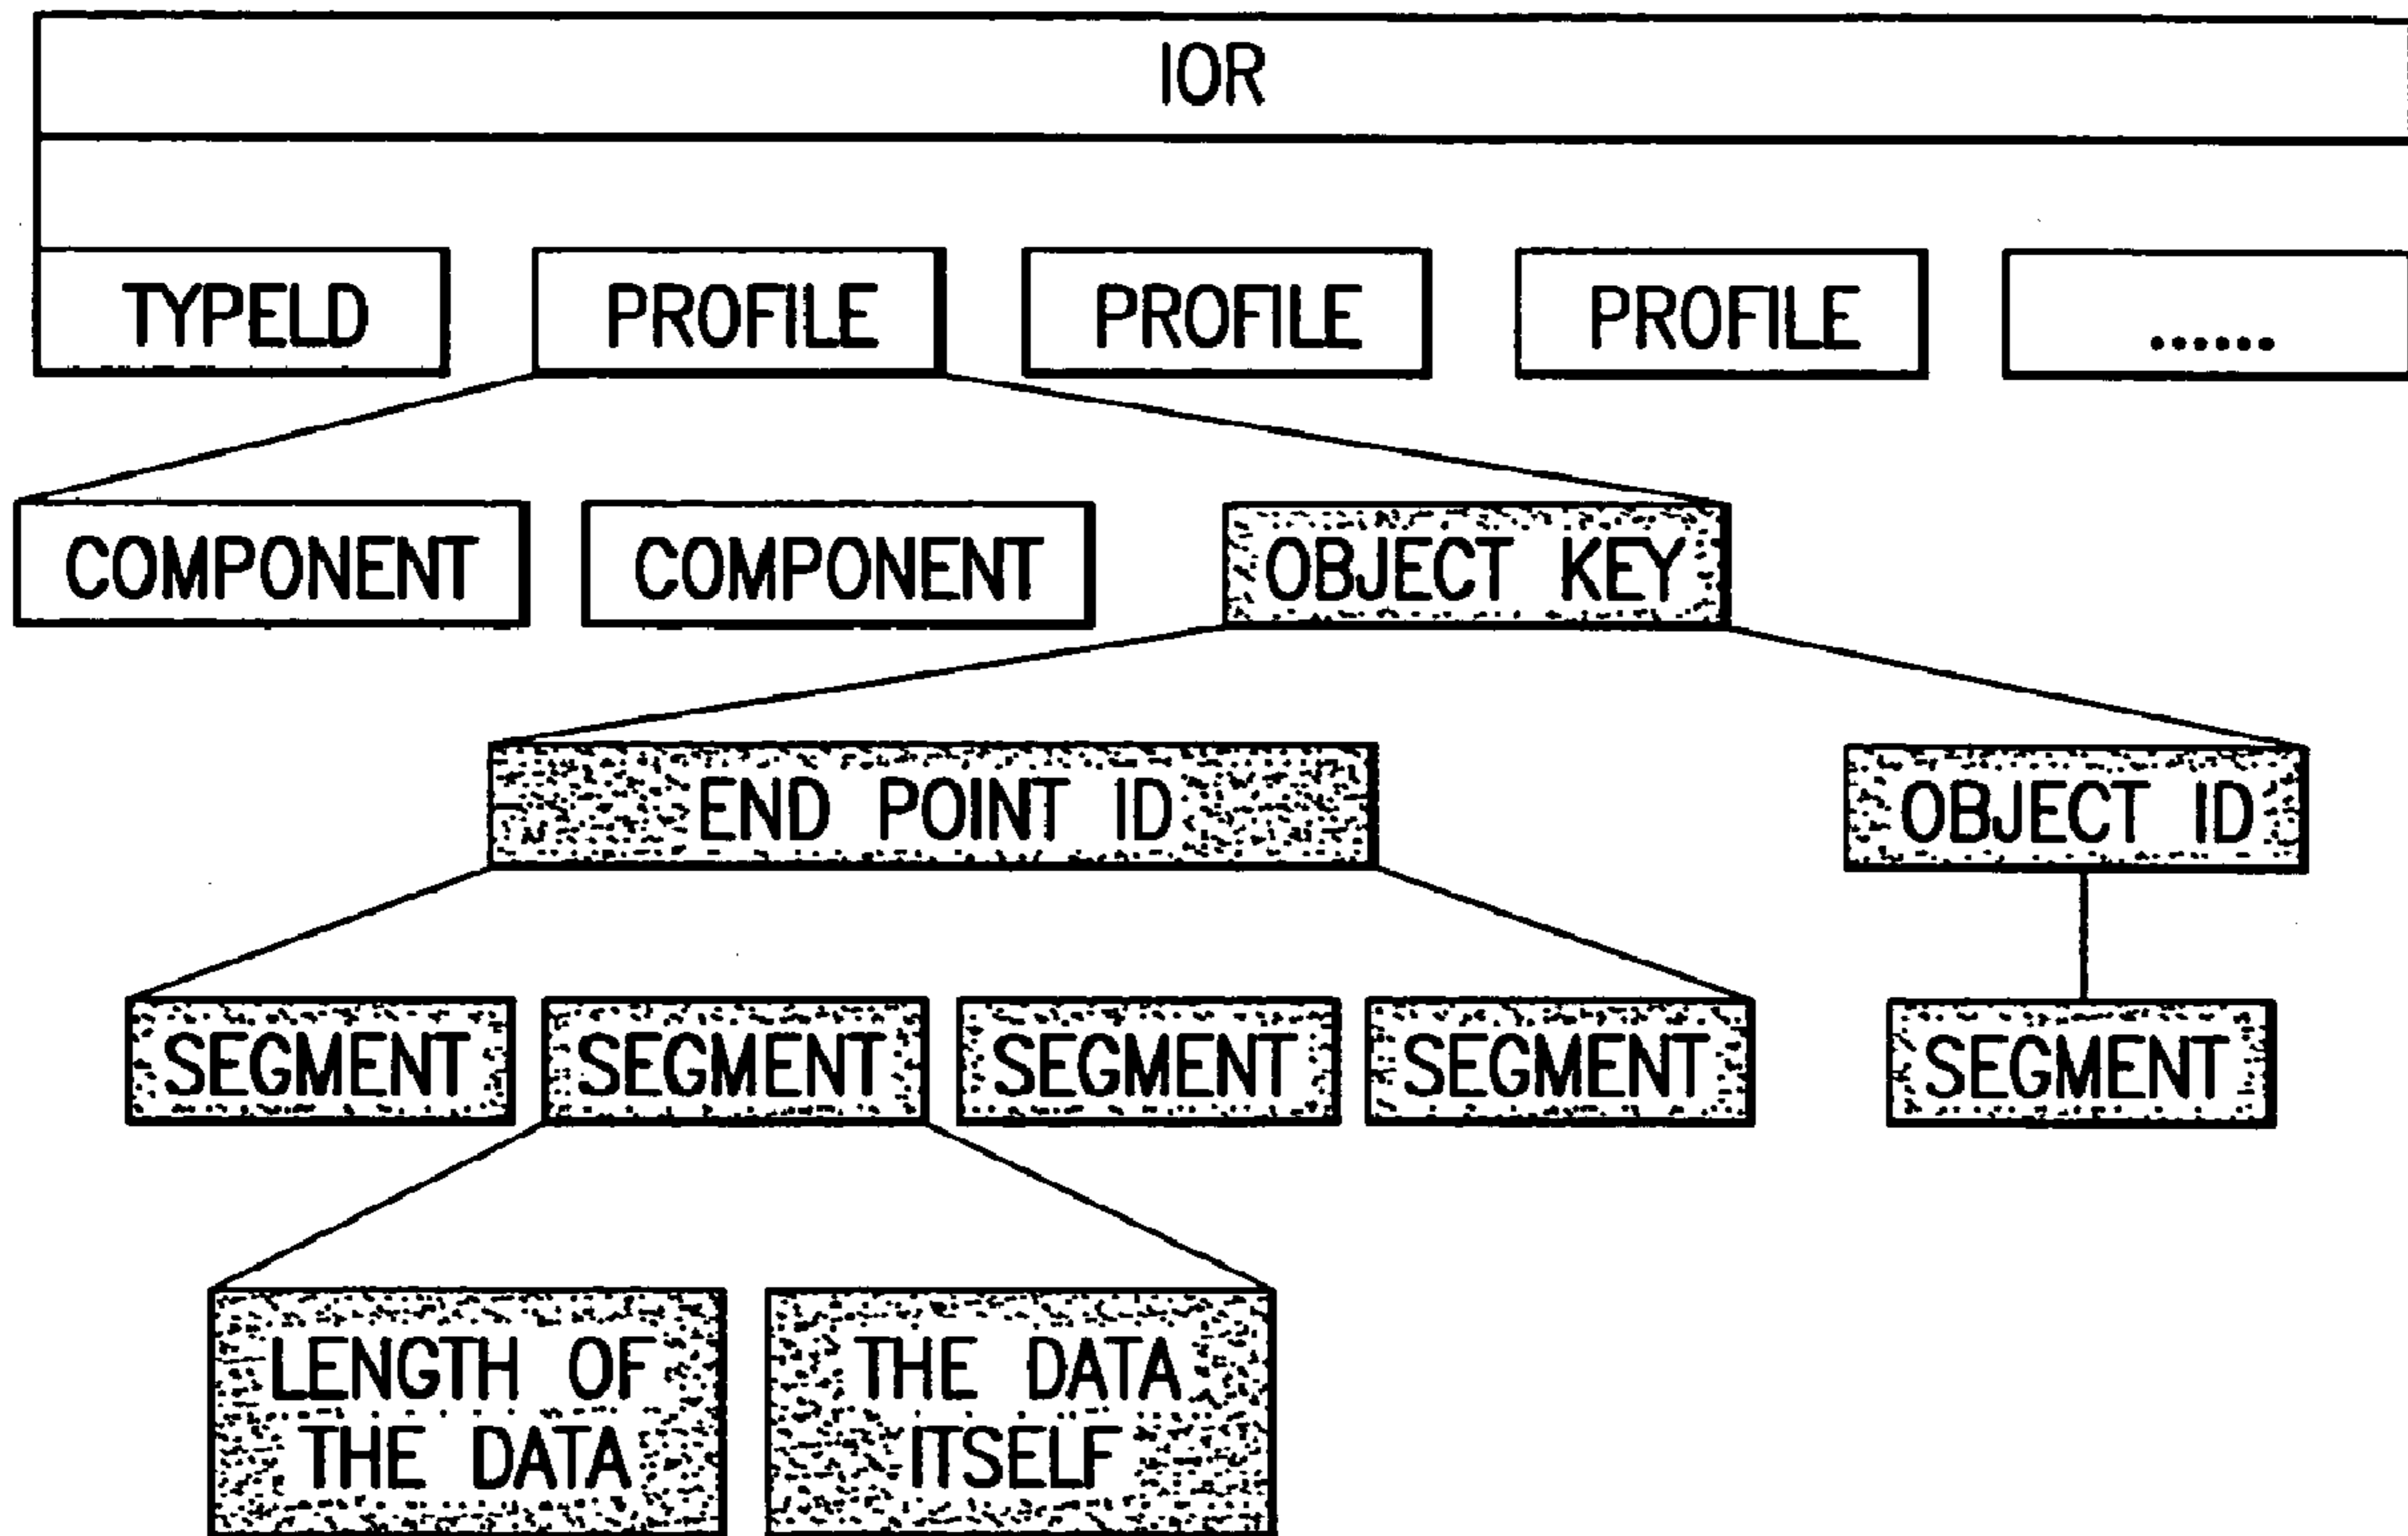 IOR
TYPELD PROFILE PROFILE PROFILE ......
COMPONENT COMPONENT OBJECT KEY
END POINT ID OBJECT ID
SEGMENT SEGMENT SEGMENT SEGMENT SEGMENT
LENGTH OF THE DATA
THE DATA ITSELF